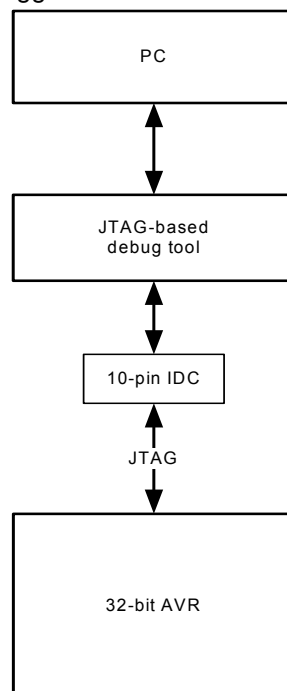 PC
JTAG-based
debug tool
10-pin IDC
JTAG
32-bit AVR